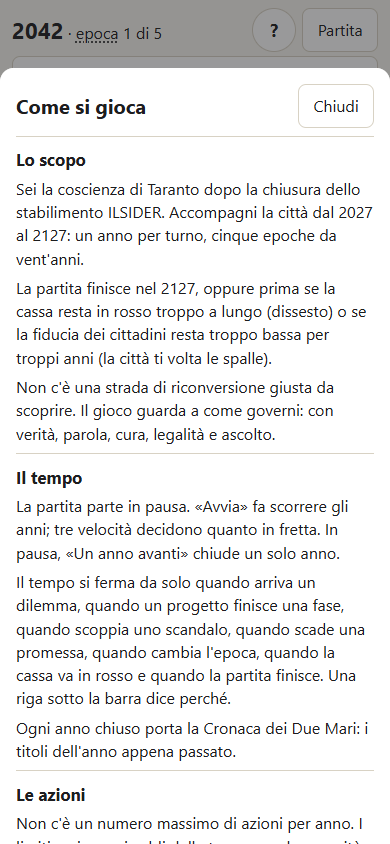 2042 · epoca 1 di 5
?
Partita
Come si gioca
Chiudi
Lo scopo
Sei la coscienza di Taranto dopo la chiusura dello
stabilimento ILSIDER. Accompagni la città dal 2027
al 2127: un anno per turno, cinque epoche da
vent'anni.
La partita finisce nel 2127, oppure prima se la
cassa resta in rosso troppo a lungo (dissesto) o se
la fiducia dei cittadini resta troppo bassa per
troppi anni (la città ti volta le spalle).
Non c'è una strada di riconversione giusta da
scoprire. Il gioco guarda a come governi: con
verità, parola, cura, legalità e ascolto.
Il tempo
La partita parte in pausa. «Avvia» fa scorrere gli
anni; tre velocità decidono quanto in fretta. In
pausa, «Un anno avanti» chiude un solo anno.
Il tempo si ferma da solo quando arriva un
dilemma, quando un progetto finisce una fase,
quando scoppia uno scandalo, quando scade una
promessa, quando cambia l'epoca, quando la
cassa va in rosso e quando la partita finisce. Una
riga sotto la barra dice perché.
Ogni anno chiuso porta la Cronaca dei Due Mari: i
titoli dell'anno appena passato.
Le azioni
Non c'è un numero massimo di azioni per anno. I